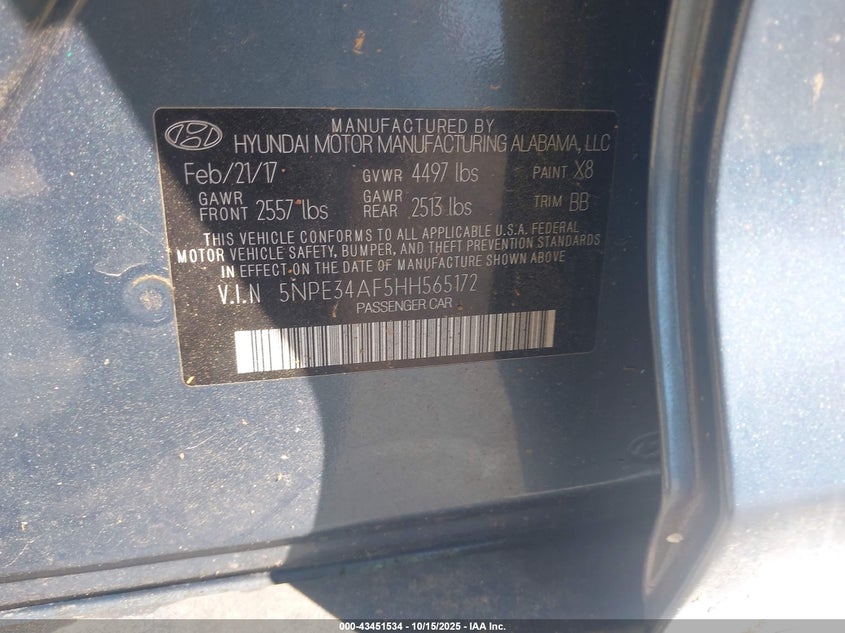 MANUFACTURED BY
HYUNDAI MOTOR MANUFACTURING ALABAMA, LLC
Feb/21/17 GVWR 4497 lbs PAINT X8
GAWR FRONT 2557 lbs GAWR REAR 2513 lbs TRIM BB
THIS VEHICLE CONFORMS TO ALL APPLICABLE U.S.A. FEDERAL
MOTOR VEHICLE SAFETY, BUMPER, AND THEFT PREVENTION STANDARDS
IN EFFECT ON THE DATE OF MANUFACTURE SHOWN ABOVE.
V.I.N 5NPE34AF5HH565172
PASSENGER CAR
000-43451534 - 10/15/2025 - IAA Inc.